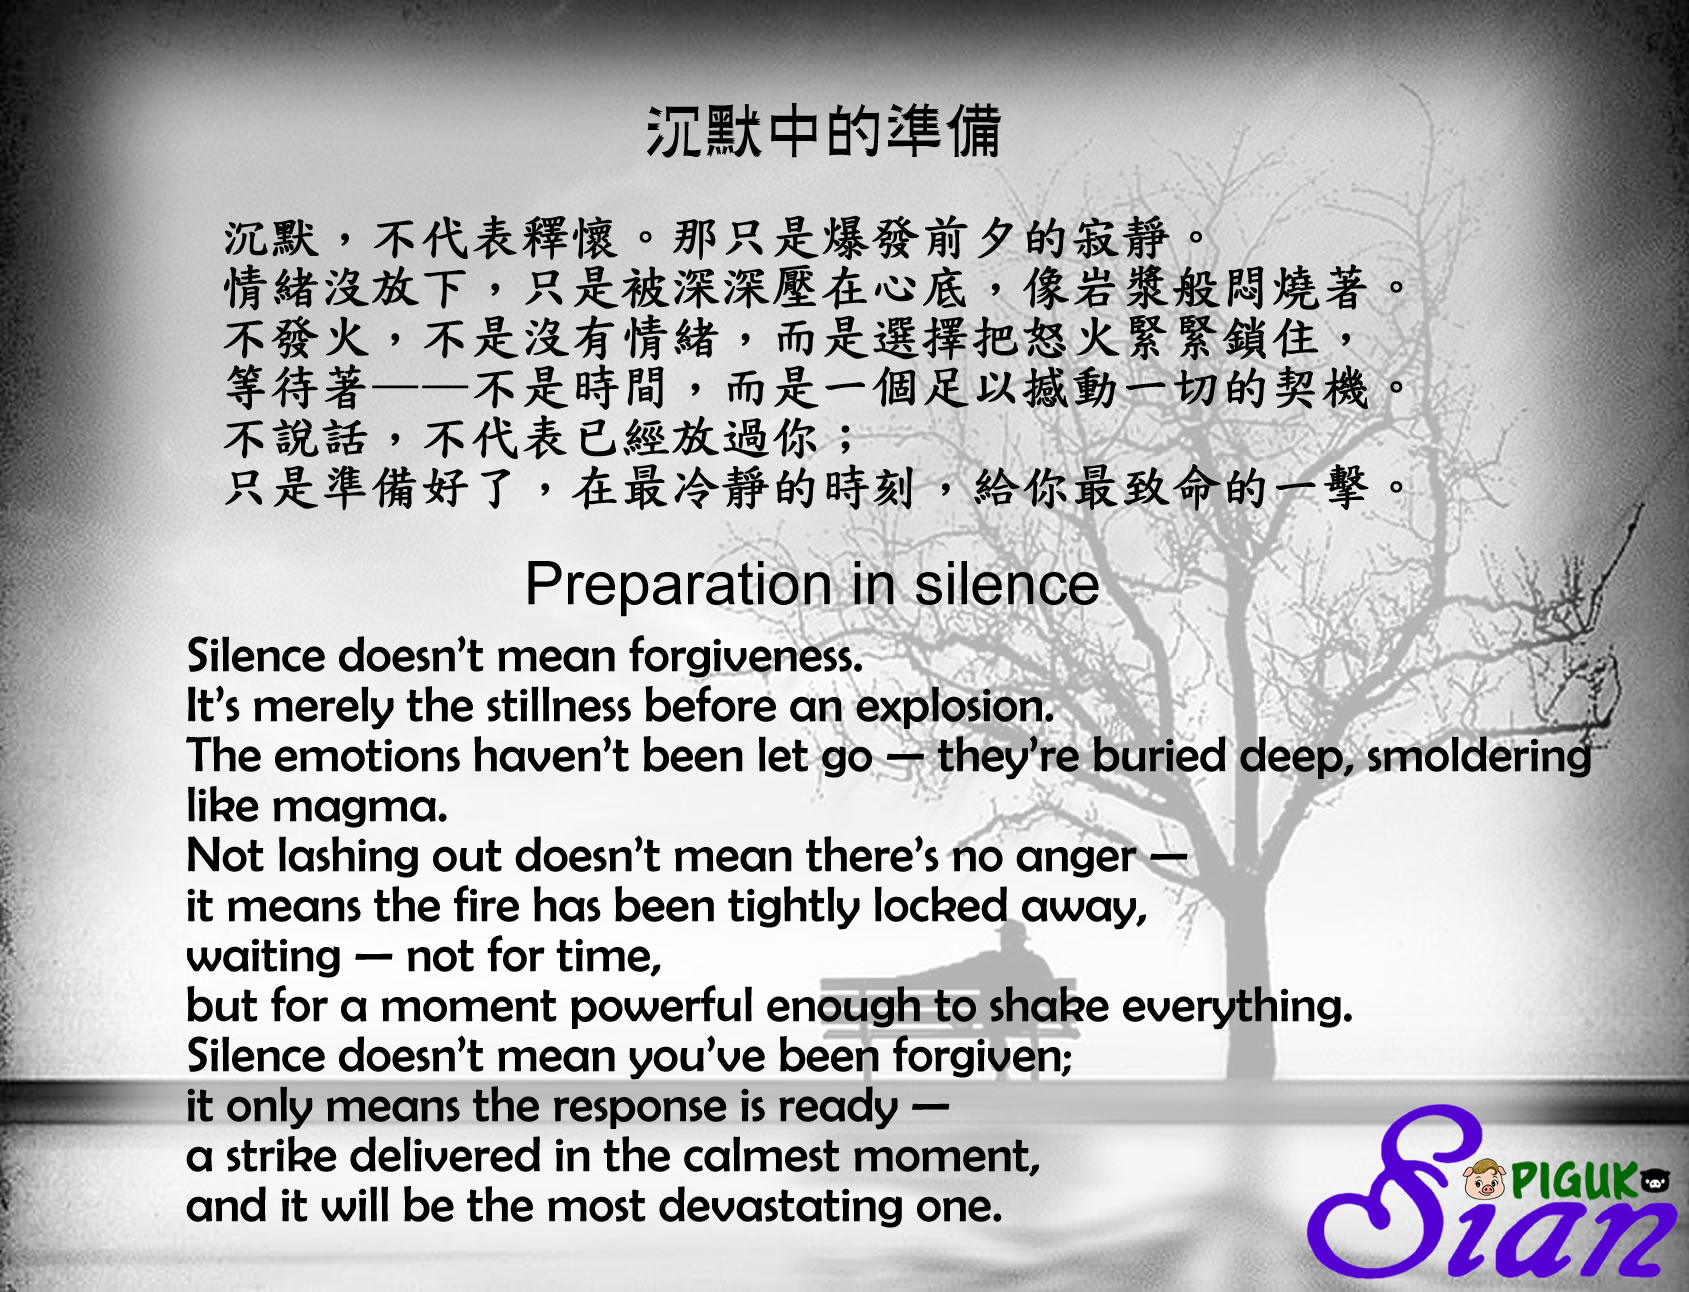 沉默中的準備
沉默，不代表釋懷。那只是爆發前夕的寂靜。
情緒沒放下，只是被深深壓在心底，像岩漿般悶燒著。
不發火，不是沒有情緒，而是選擇把怒火緊緊鎖住，
等待著——不是時間，而是一個足以撼動一切的契機。
不說話，不代表已經放過你；
只是準備好了，在最冷靜的時刻，給你最致命的一擊。
Preparation in silence
Silence doesn’t mean forgiveness.
It’s merely the stillness before an explosion.
The emotions haven’t been let go — they’re buried deep, smoldering
like magma.
Not lashing out doesn’t mean there’s no anger —
it means the fire has been tightly locked away,
waiting — not for time,
but for a moment powerful enough to shake everything.
Silence doesn’t mean you’ve been forgiven;
it only means the response is ready —
a strike delivered in the calmest moment,
and it will be the most devastating one.
PIGUK
Sian